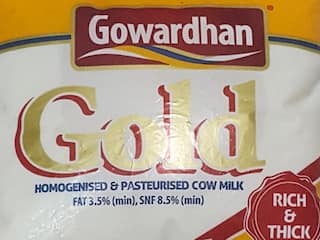 Gowardhan
Gold
HOMOGENISED & PASTEURISED COW MILK
FAT 3.5% (min), SNF 8.5% (min)
RICH
&
THICK